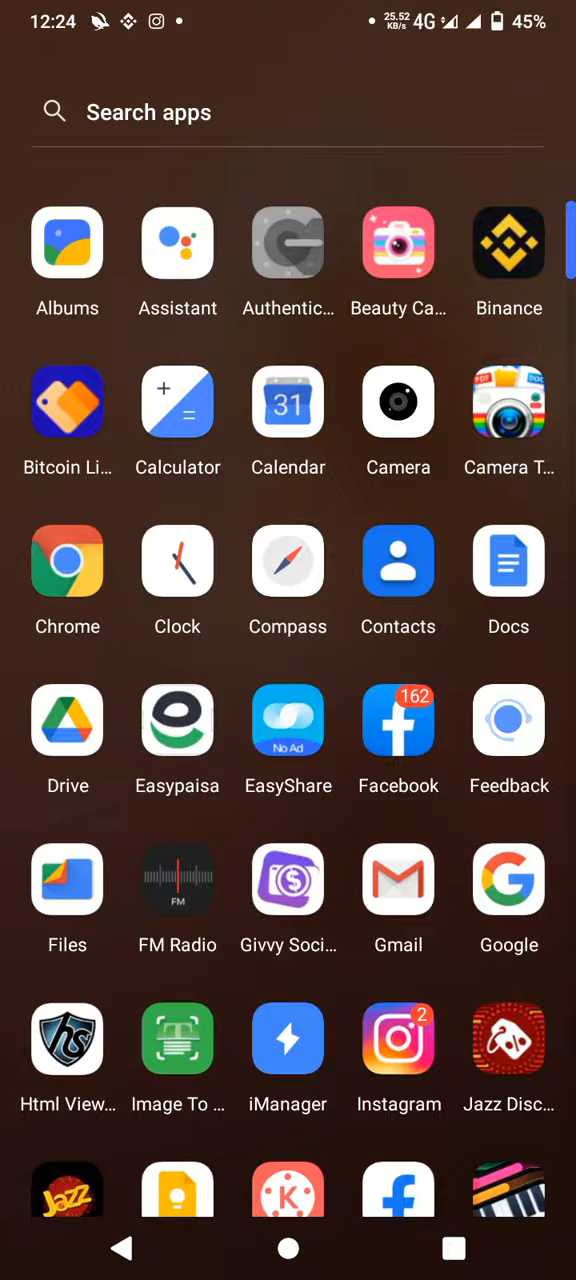 12:24 25.52 KB/s 4G 45%
Search apps
Albums Assistant Authentic... Beauty Ca... Binance
PDF DOC
31
Bitcoin Li... Calculator Calendar Camera Camera T...
Chrome Clock Compass Contacts Docs
162
No Ad
Drive Easypaisa EasyShare Facebook Feedback
FM
Files FM Radio Givvy Soci... Gmail Google
hs T 2
Html View... Image To ... iManager Instagram Jazz Disc...
Jazz K